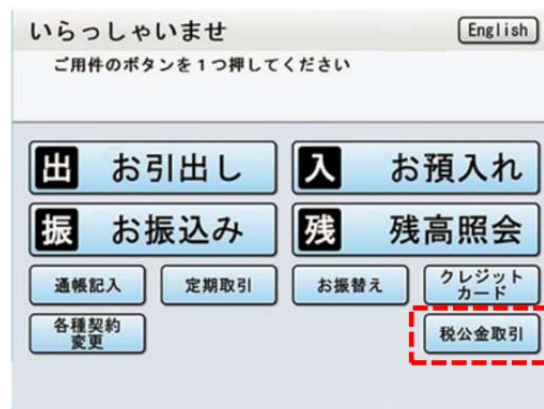 いらっしゃいませ English
ご用件のボタンを1つ押してください
出 お引出し 入 お預入れ
振 お振込み 残 残高照会
通帳記入 定期取引 お振替え クレジット
カード
各種契約
変更 税公金取引